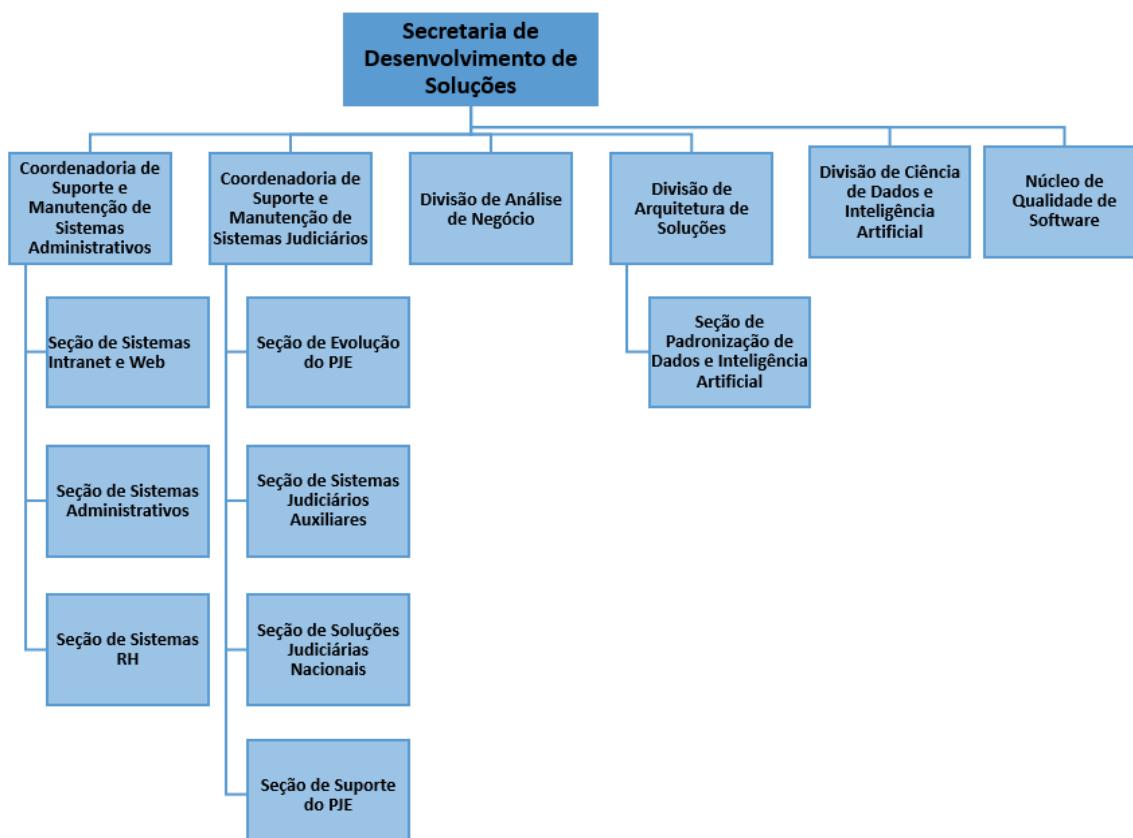 Secretaria de
Desenvolvimento de
Soluções
Coordenadoria de
Suporte e
Manutenção de
Sistemas
Administrativos
Coordenadoria de
Suporte e
Manutenção de
Sistemas Judiciários
Divisão de Análise
de Negócio
Divisão de
Arquitetura de
Soluções
Divisão de Ciência
de Dados e
Inteligência
Artificial
Núcleo de
Qualidade de
Software
Seção de Sistemas
Intranet e Web
Seção de Evolução
do PJE
Seção de
Padronização de
Dados e Inteligência
Artificial
Seção de Sistemas
Administrativos
Seção de Sistemas
Judiciários
Auxiliares
Seção de Sistemas
RH
Seção de Soluções
Judiciárias
Nacionais
Seção de Suporte
do PJE